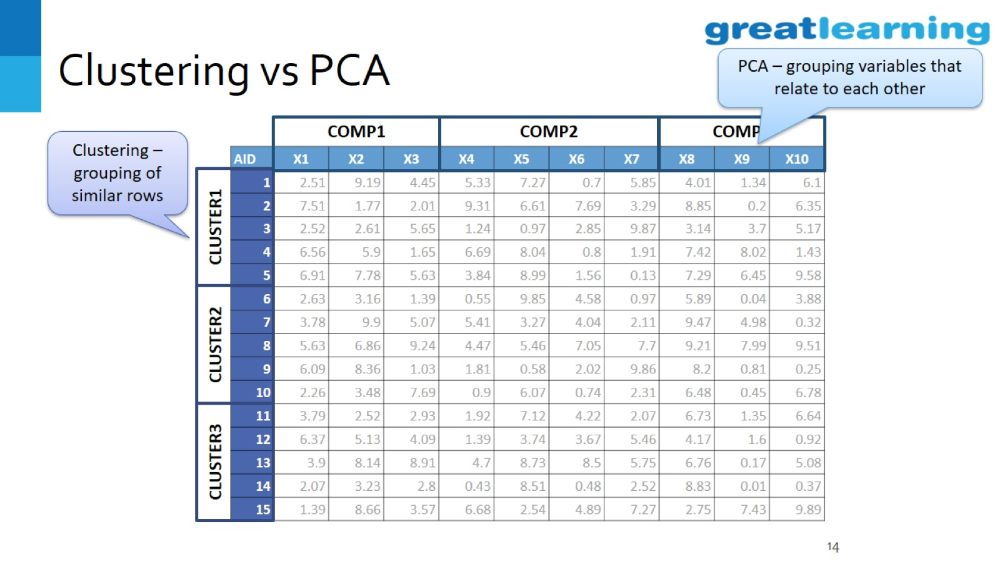 greatlearning
Clustering vs PCA
PCA – grouping variables that
relate to each other
Clustering –
grouping of
similar rows
COMP1 COMP2 COMP
AID X1 X2 X3 X4 X5 X6 X7 X8 X9 X10
CLUSTER1
1 2.51 9.19 4.45 5.33 7.27 0.7 5.85 4.01 1.34 6.1
2 7.51 1.77 2.01 9.31 6.61 7.69 3.29 8.85 0.2 6.35
3 2.52 2.61 5.65 1.24 0.97 2.85 9.87 3.14 3.7 5.17
4 6.56 5.9 1.65 6.69 8.04 0.8 1.91 7.42 8.02 1.43
5 6.91 7.78 5.63 3.84 8.99 1.56 0.13 7.29 6.45 9.58
CLUSTER2
6 2.63 3.16 1.39 0.55 9.85 4.58 0.97 5.89 0.04 3.88
7 3.78 9.9 5.07 5.41 3.27 4.04 2.11 9.47 4.98 0.32
8 5.63 6.86 9.24 4.47 5.46 7.05 7.7 9.21 7.99 9.51
9 6.09 8.36 1.03 1.81 0.58 2.02 9.86 8.2 0.81 0.25
10 2.26 3.48 7.69 0.9 6.07 0.74 2.31 6.48 0.45 6.78
CLUSTER3
11 3.79 2.52 2.93 1.92 7.12 4.22 2.07 6.73 1.35 6.64
12 6.37 5.13 4.09 1.39 3.74 3.67 5.46 4.17 1.6 0.92
13 3.9 8.14 8.91 4.7 8.73 8.5 5.75 6.76 0.17 5.08
14 2.07 3.23 2.8 0.43 8.51 0.48 2.52 8.83 0.01 0.37
15 1.39 8.66 3.57 6.68 2.54 4.89 7.27 2.75 7.43 9.89
14